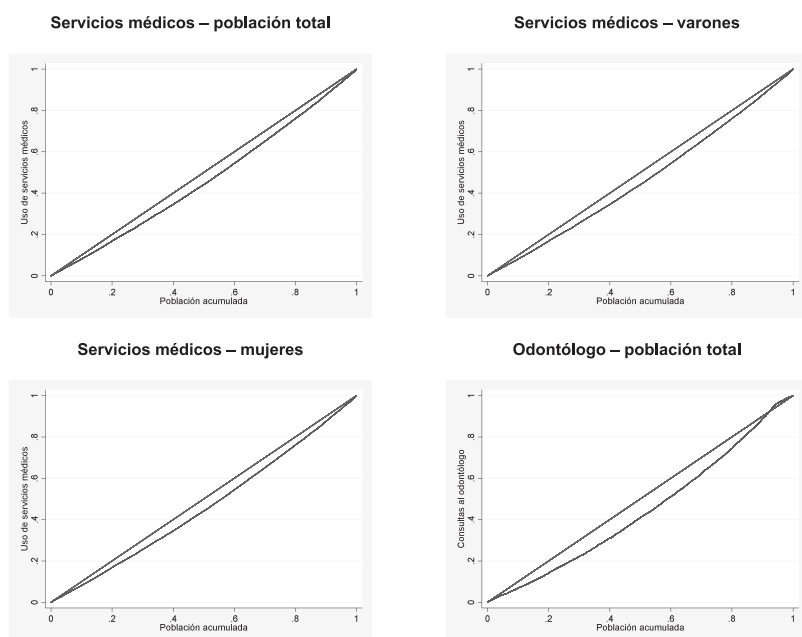 Servicios médicos – población total
Uso de servicios médicos
1
.8
.6
.4
.2
0
0 .2 .4 .6 .8 1
Población acumulada
Servicios médicos – varones
Uso de servicios médicos
1
.8
.6
.4
.2
0
0 .2 .4 .6 .8 1
Población acumulada
Servicios médicos – mujeres
Uso de servicios médicos
1
.8
.6
.4
.2
0
0 .2 .4 .6 .8 1
Población acumulada
Odontólogo – población total
Consultas al odontólogo
1
.8
.6
.4
.2
0
0 .2 .4 .6 .8 1
Población acumulada